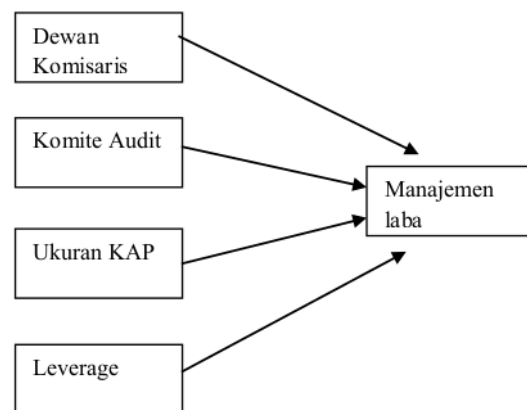 Dewan
Komisaris
Komite Audit
Manajemen
laba
Ukuran KAP
Leverage